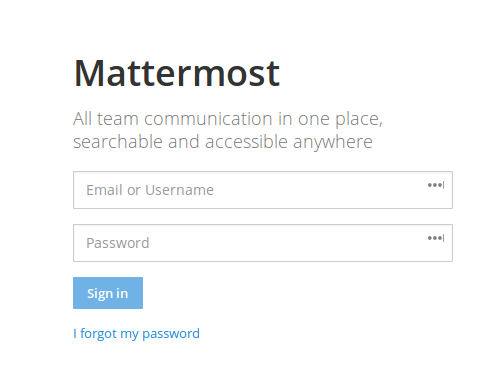 Mattermost
All team communication in one place,
searchable and accessible anywhere
Email or Username
Password
Sign in
I forgot my password